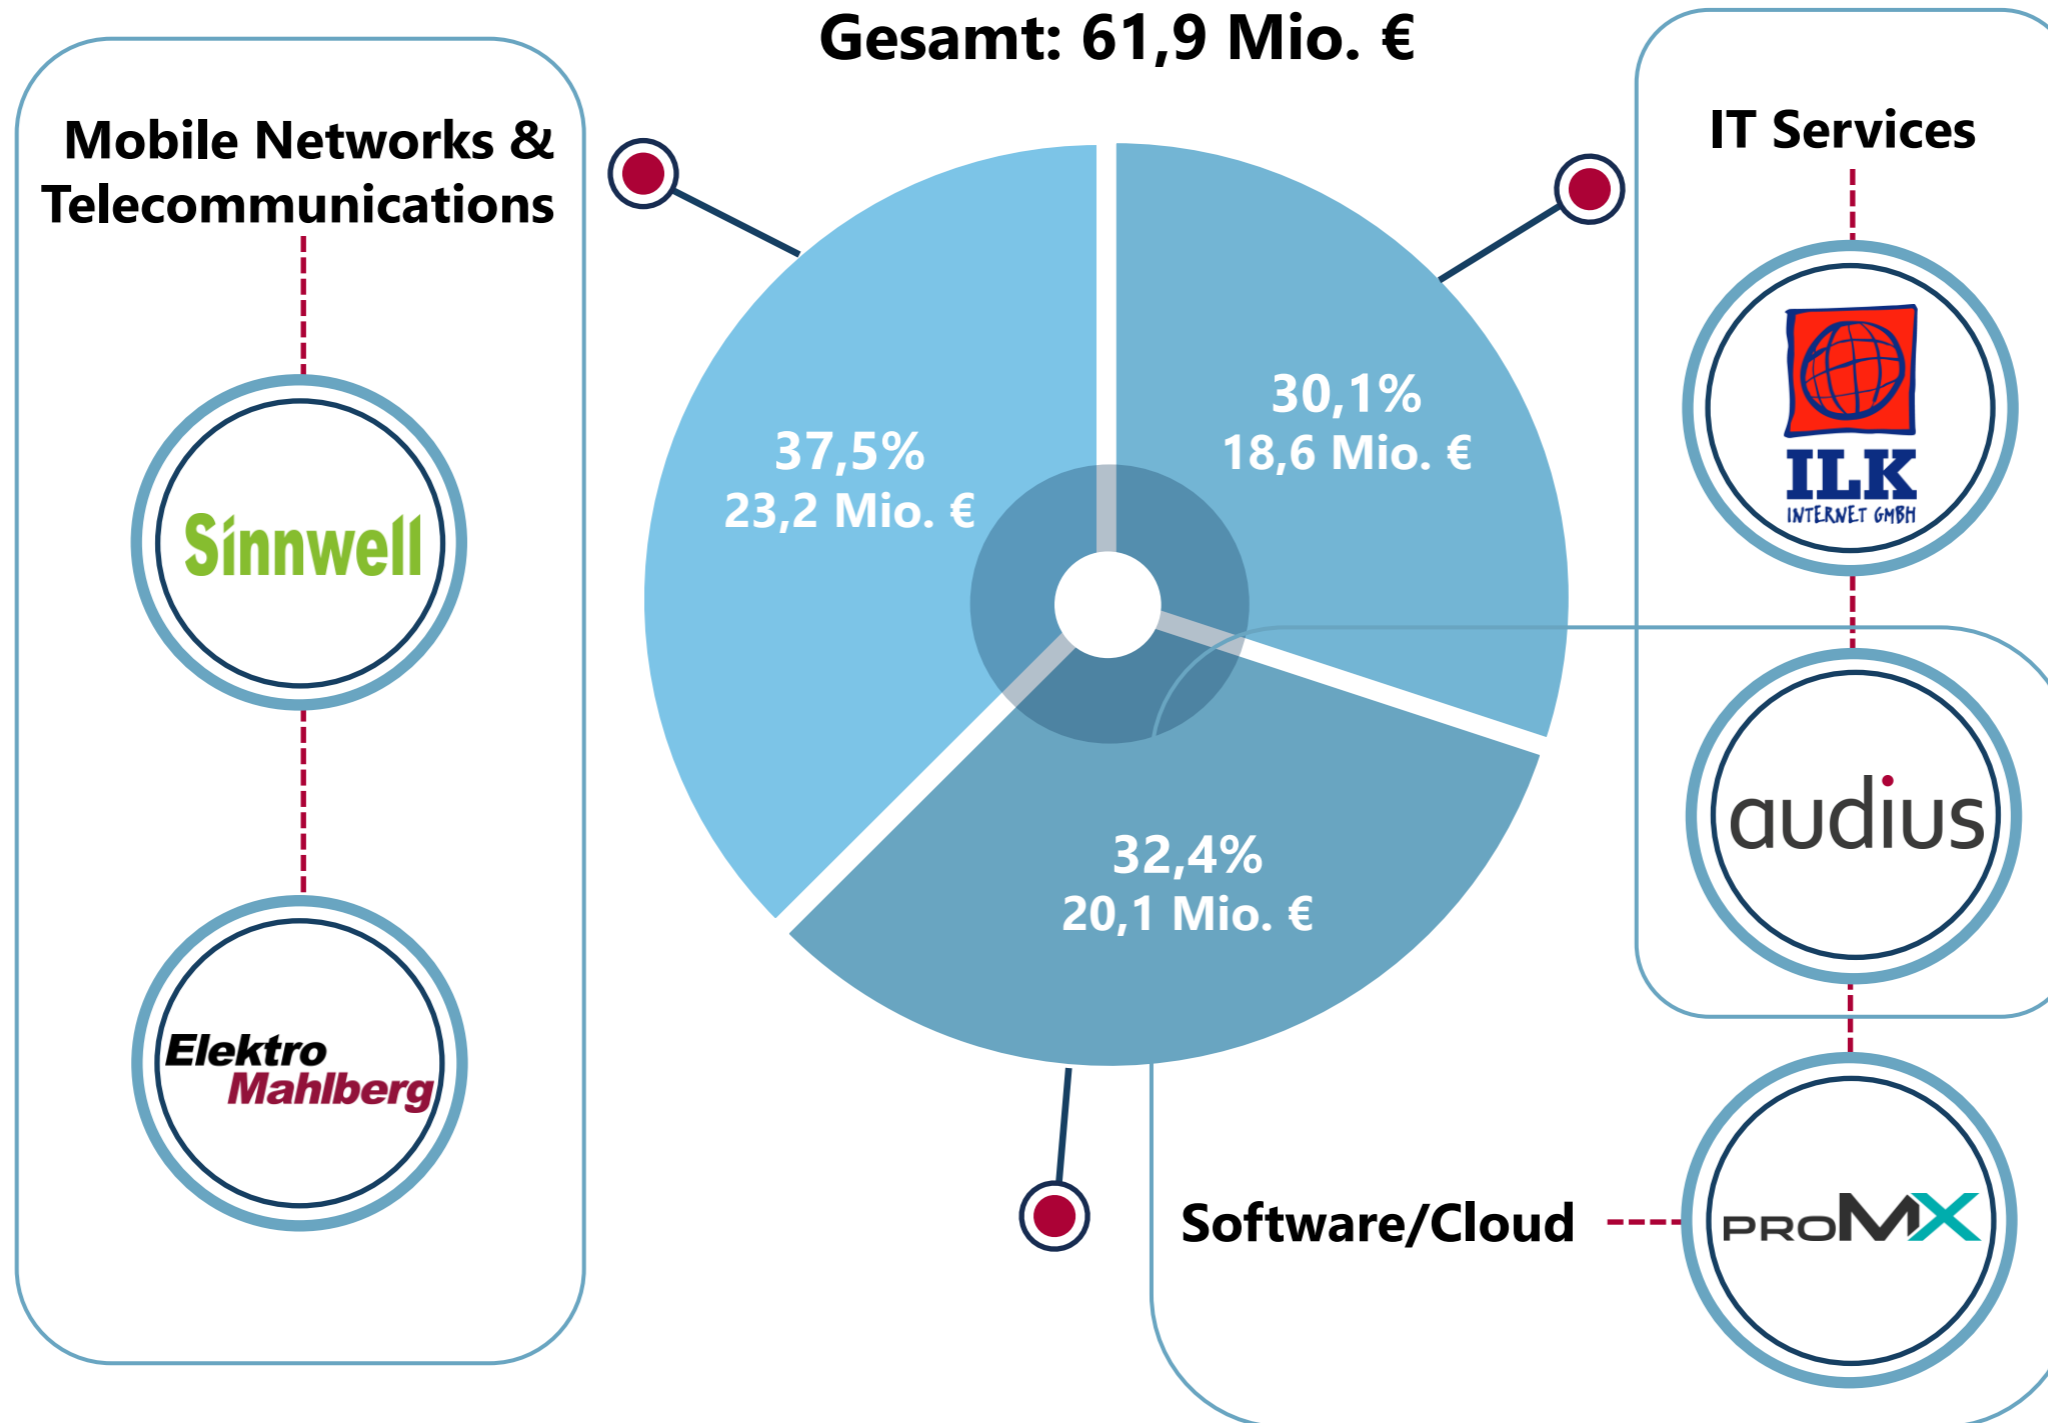 Gesamt: 61,9 Mio. €
Mobile Networks &
Telecommunications
Sinnwell
Elektro
Mahlberg
37,5%
23,2 Mio. €
30,1%
18,6 Mio. €
32,4%
20,1 Mio. €
IT Services
ILK
INTERNET GMBH
audius
Software/Cloud
PROMX